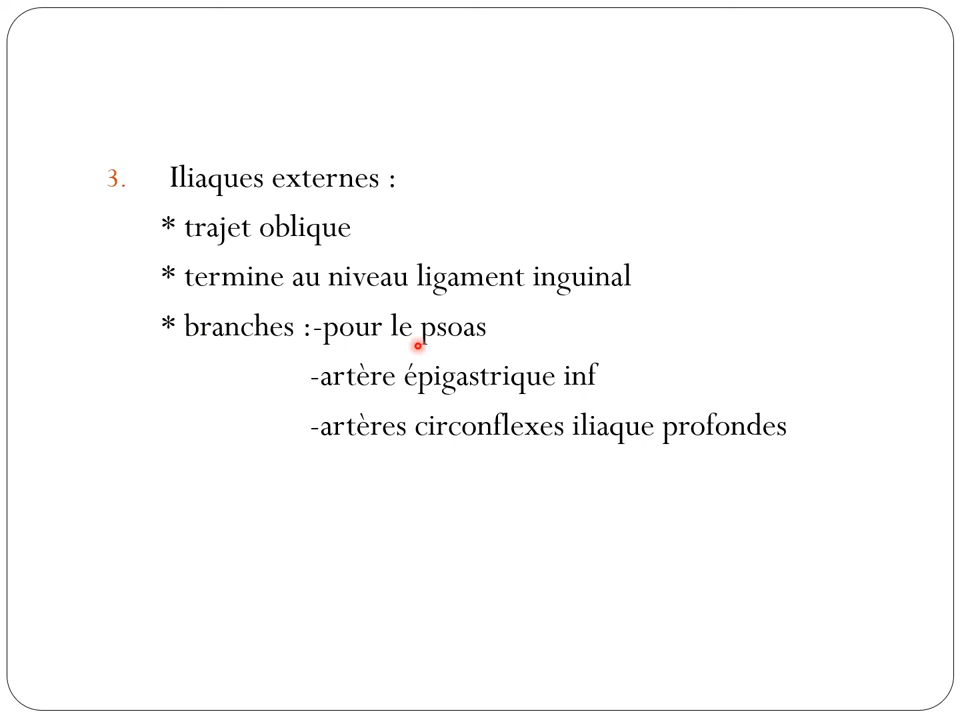 3. Iliaques externes :
* trajet oblique
* termine au niveau ligament inguinal
* branches :-pour le psoas
-artère épigastrique inf
-artères circonflexes iliaque profondes